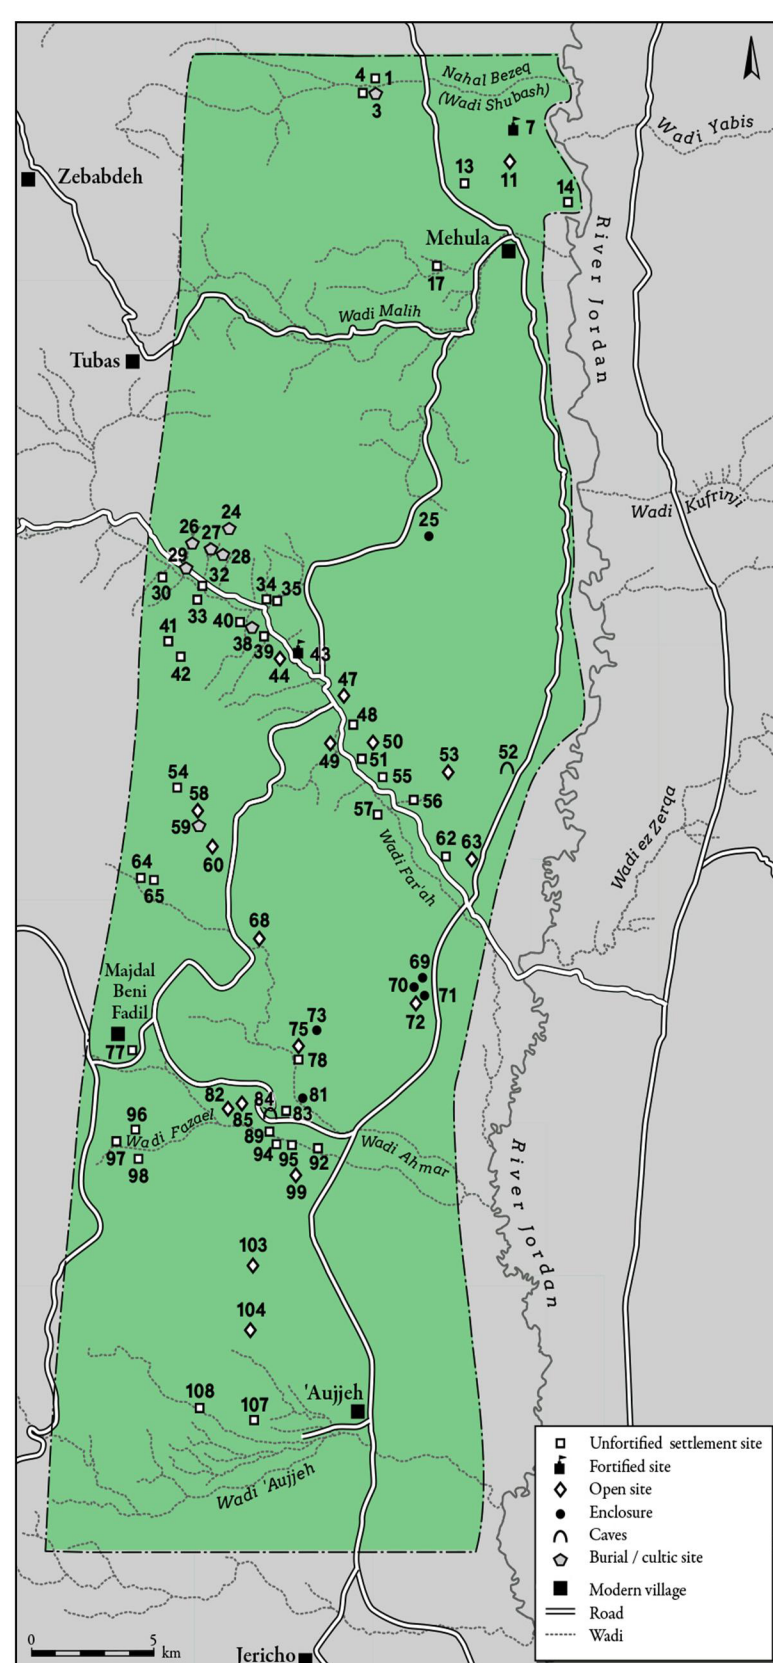 4 1
3
Nahal Bezeq
(Wadi Shubash)
7
Wadi Yabis
11
13
14
Zebabdeh
Mehula
River Jordan
17
Wadi Malih
Tubas
Wadi Kufrinji
24
25
26
27
28
29
30
32
33
34 35
40
38
39
41
42
43
44
47
48
49
50
51
52
53
54
55
56
57
58
59
60
62 63
Wadi Far'ah
Wadi ez Zerqa
64
65
68
69
70
71
72
Majdal
Beni
Fadil
73
75
77
78
81
82
84
85
83
89
94
95
92
96
97
98
Wadi Fazael
Wadi Ahmar
99
River Jordan
103
104
108
107
'Aujjeh
Wadi 'Aujjeh
Jericho
0 5
km
Unfortified settlement site
Fortified site
Open site
Enclosure
Caves
Burial / cultic site
Modern village
Road
Wadi